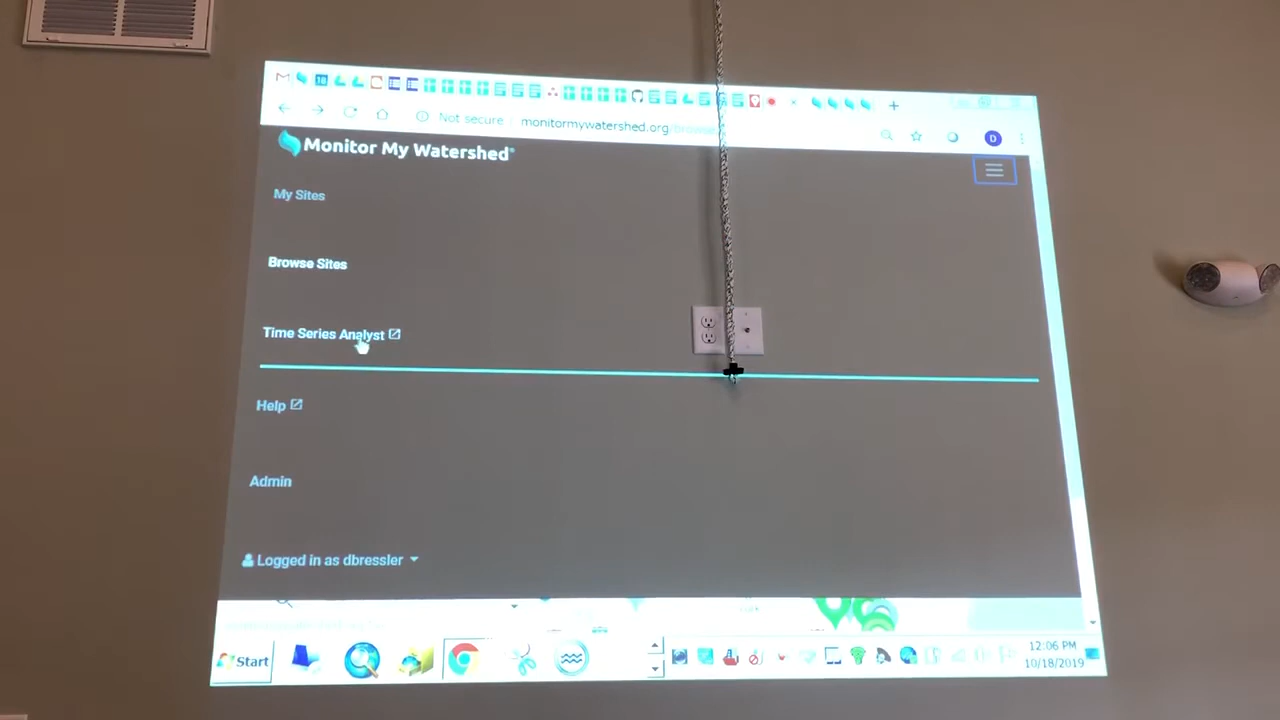 Not secure monitormywatershed.org/browse
Monitor My Watershed®
My Sites
Browse Sites
Time Series Analyst
Help
Admin
Logged in as dbressler
Start
12:06 PM
10/18/2019